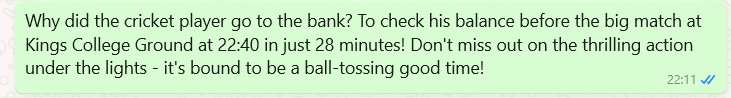 Why did the cricket player go to the bank? To check his balance before the big match at
Kings College Ground at 22:40 in just 28 minutes! Don't miss out on the thrilling action
under the lights - it's bound to be a ball-tossing good time!
22:11